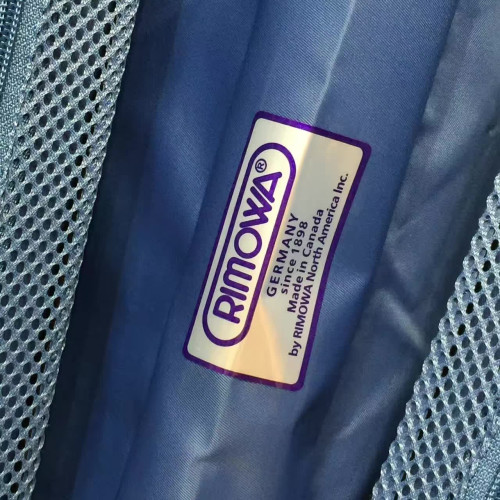 RIMOWA®
GERMANY
since 1898
Made in Canada
by RIMOWA North America Inc.